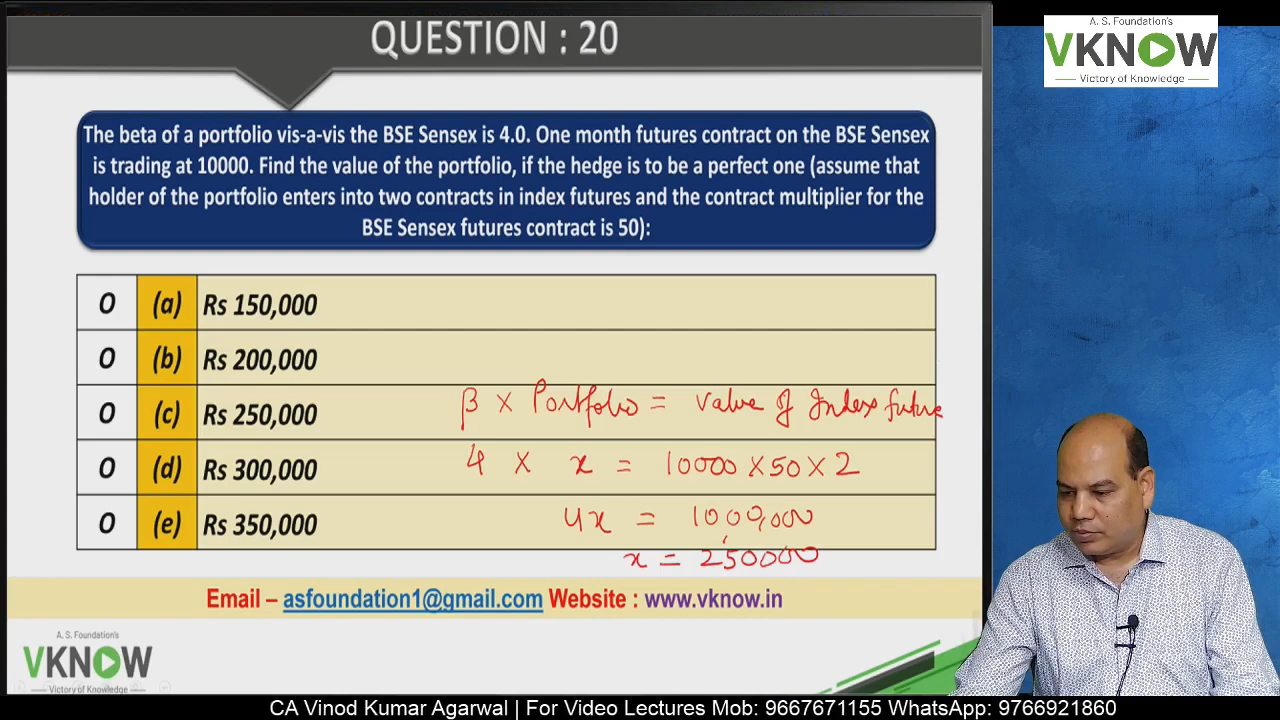 QUESTION : 20
A. S. Foundation's
VKNOW
Victory of Knowledge
The beta of a portfolio vis-a-vis the BSE Sensex is 4.0. One month futures contract on the BSE Sensex
is trading at 10000. Find the value of the portfolio, if the hedge is to be a perfect one (assume that
holder of the portfolio enters into two contracts in index futures and the contract multiplier for the
BSE Sensex futures contract is 50):
O (a) Rs 150,000
O (b) Rs 200,000
O (c) Rs 250,000
O (d) Rs 300,000
O (e) Rs 350,000
β × Portfolio = value of Index future
4 × x = 10000 × 50 × 2
4x = 1000,000
x = 250000
Email – asfoundation1@gmail.com Website : www.vknow.in
A. S. Foundation's
VKNOW
Victory of Knowledge
CA Vinod Kumar Agarwal | For Video Lectures Mob: 9667671155 WhatsApp: 9766921860